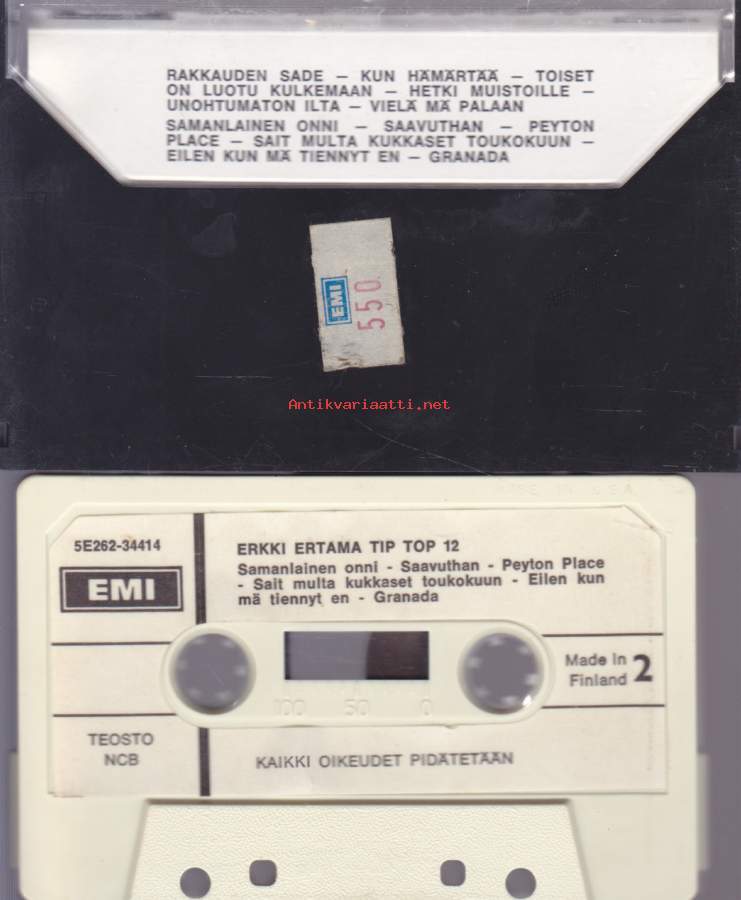 RAKKAUDEN SADE – KUN HÄMÄRTÄÄ – TOISET
ON LUOTU KULKEMAAN – HETKI MUISTOILLE –
UNOHTUMATON ILTA – VIELÄ MÄ PALAAN
SAMANLAINEN ONNI – SAAVUTHAN – PEYTON
PLACE – SAIT MULTA KUKKASET TOUKOKUUN –
EILEN KUN MÄ TIENNYT EN – GRANADA
EMI
550
Antikvariaatti.net
5E262-34414
EMI
ERKKI ERTAMA TIP TOP 12
Samanlainen onni - Saavuthan - Peyton Place
- Sait multa kukkaset toukokuun - Eilen kun
mä tiennyt en - Granada
Made in
Finland
2
100 50 0
TEOSTO
NCB
KAIKKI OIKEUDET PIDÄTETÄÄN